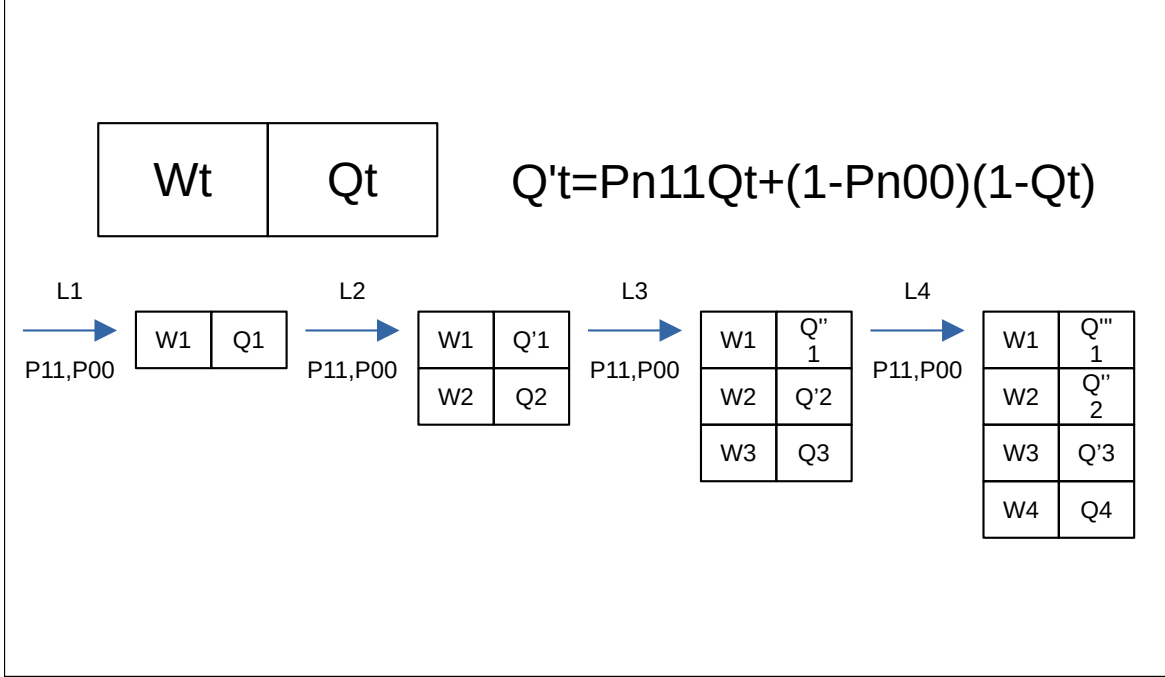 Wt Qt Q't=Pn11Qt+(1-Pn00)(1-Qt)
L1 L2 L3 L4
P11,P00 P11,P00 P11,P00 P11,P00
W1 Q1
W1 Q’1
W2 Q2
W1 Q''
1
W2 Q’2
W3 Q3
W1 Q'''
1
W2 Q''
2
W3 Q’3
W4 Q4